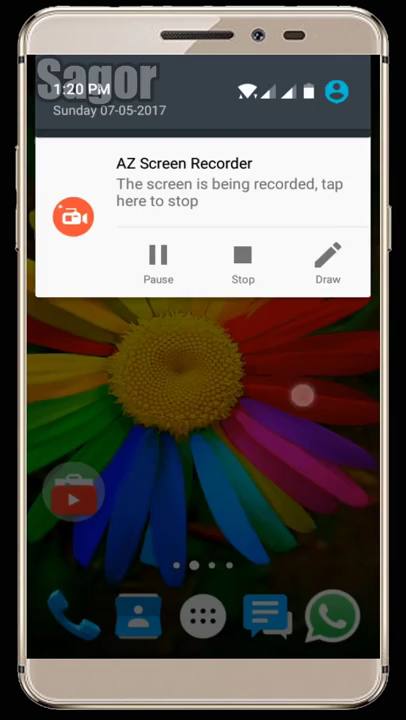 Sagor
1:20 PM
Sunday 07-05-2017
AZ Screen Recorder
The screen is being recorded, tap
here to stop
Pause
Stop
Draw